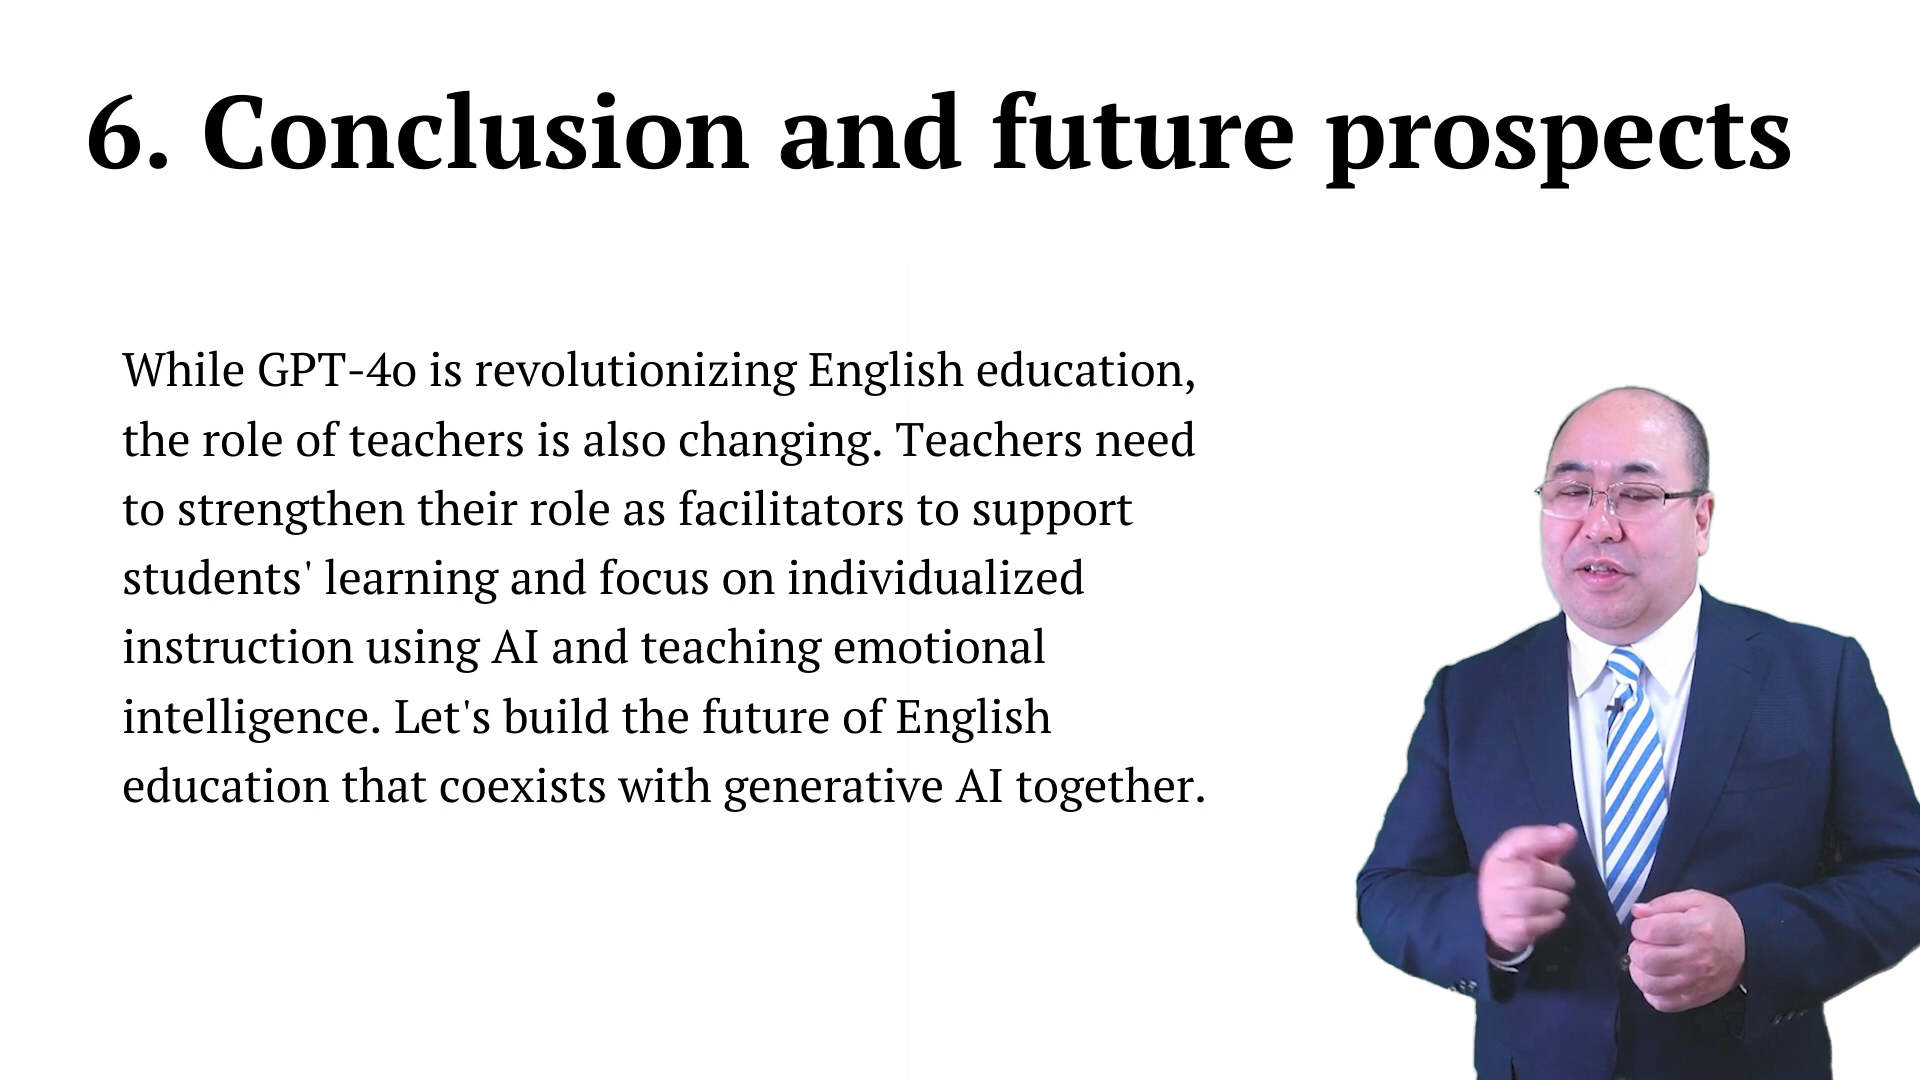 6. Conclusion and future prospects
While GPT-4o is revolutionizing English education,
the role of teachers is also changing. Teachers need
to strengthen their role as facilitators to support
students' learning and focus on individualized
instruction using AI and teaching emotional
intelligence. Let's build the future of English
education that coexists with generative AI together.